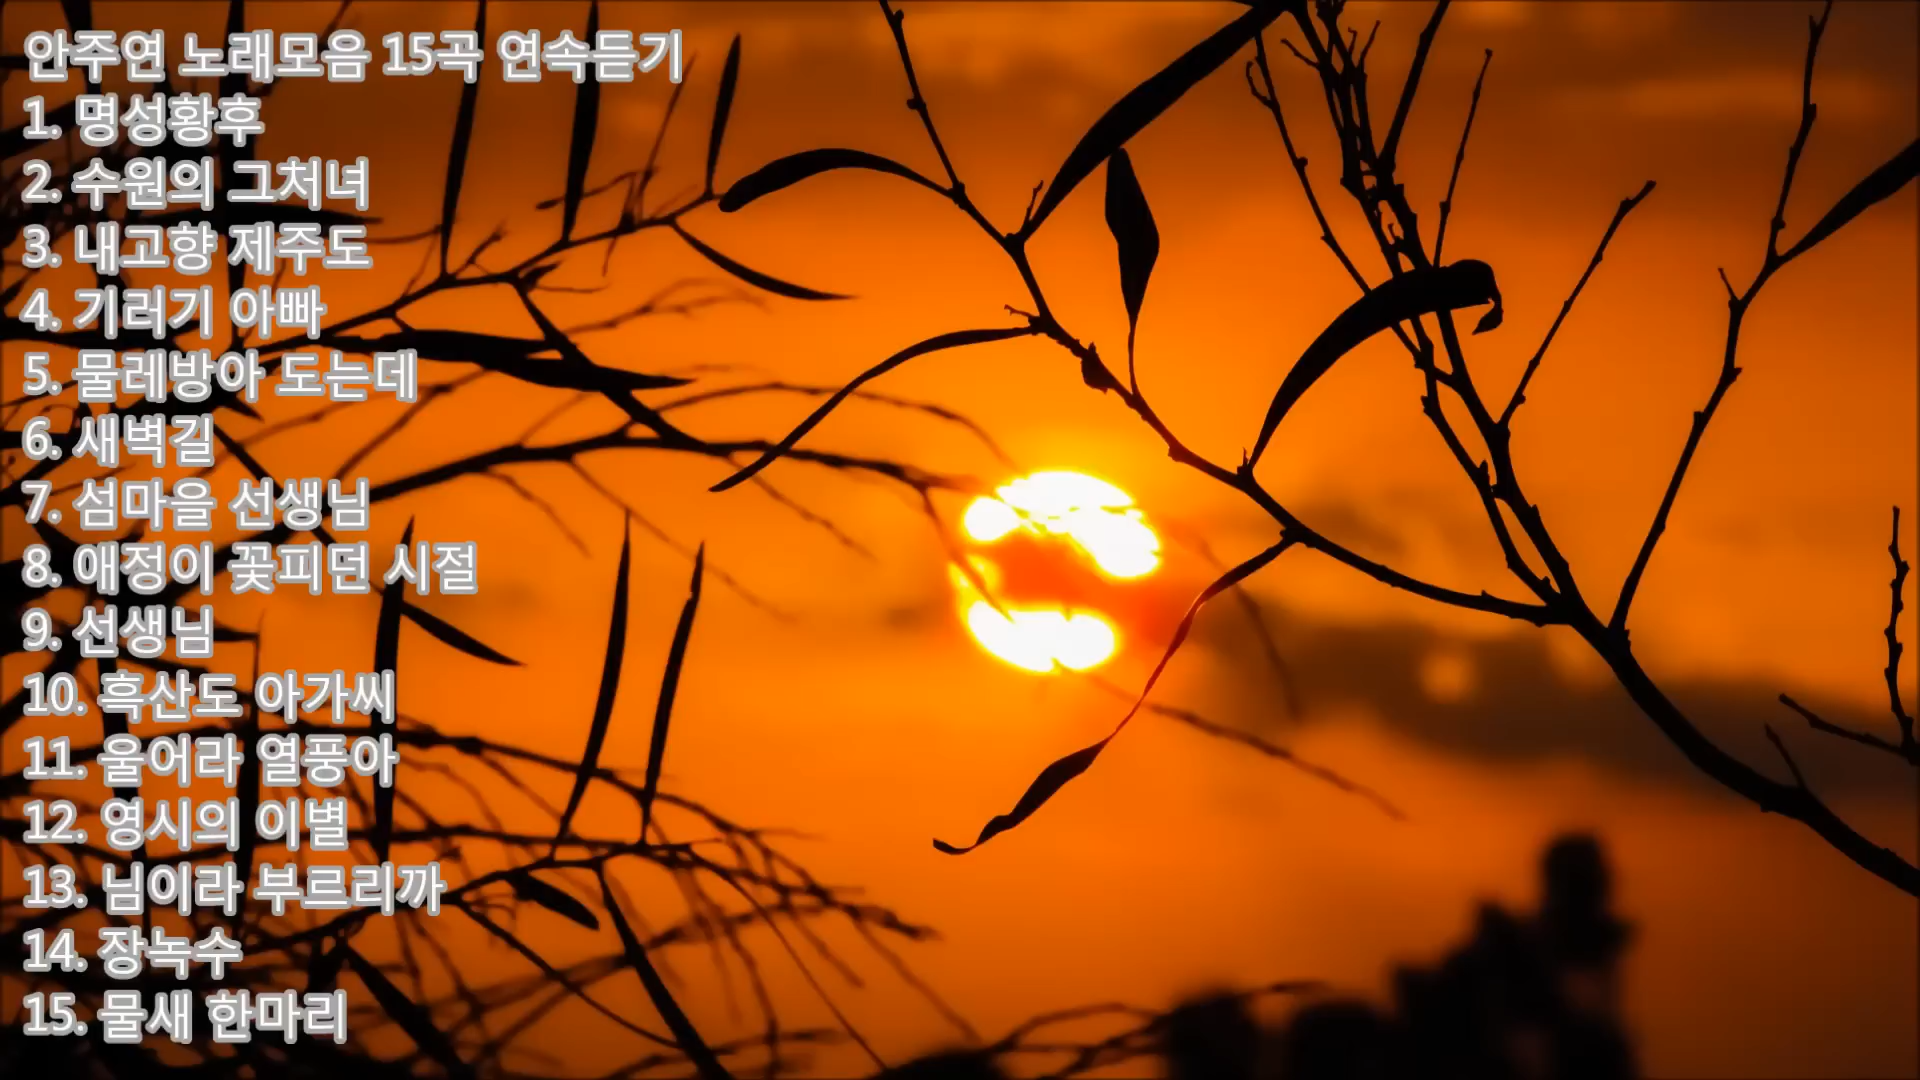 안주연 노래모음 15곡 연속듣기
1. 명성황후
2. 수원의 그처녀
3. 내고향 제주도
4. 기러기 아빠
5. 물레방아 도는데
6. 새벽길
7. 섬마을 선생님
8. 애정이 꽃피던 시절
9. 선생님
10. 흑산도 아가씨
11. 울어라 열풍아
12. 영시의 이별
13. 님이라 부르리까
14. 장녹수
15. 물새 한마리